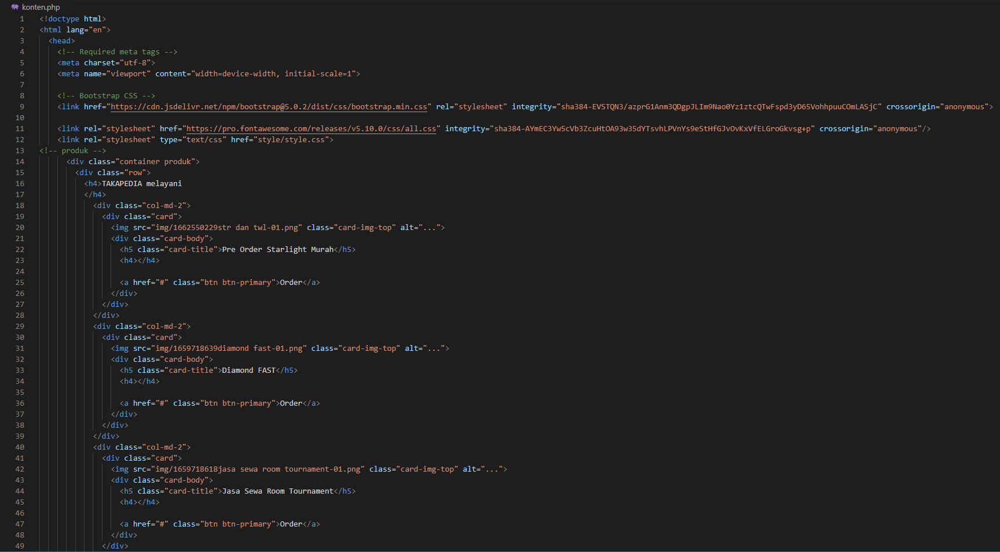 konten.php
1 <!doctype html>
2 <html lang="en">
3 <head>
4 <!-- Required meta tags -->
5 <meta charset="utf-8">
6 <meta name="viewport" content="width=device-width, initial-scale=1">
7
8 <!-- Bootstrap CSS -->
9 <link href="https://cdn.jsdelivr.net/npm/bootstrap@5.0.2/dist/css/bootstrap.min.css" rel="stylesheet" integrity="sha384-EVSTQN3/azprG1Anm3QDgpJLIm9Nao0Yz1ztcQTwFspd3yD65VohhpuuCOmLASjC" crossorigin="anonymous">
10
11 <link rel="stylesheet" href="https://pro.fontawesome.com/releases/v5.10.0/css/all.css" integrity="sha384-AYmEC3Yw5cVb3ZcuHtOA93w35dYTsvhLPVnYs9eStHfGJvOvKxVfELGroGkvsg+p" crossorigin="anonymous"/>
12 <link rel="stylesheet" type="text/css" href="style/style.css">
13 <!-- produk -->
14 <div class="container produk">
15 <div class="row">
16 <h4>TAKAPEDIA melayani
17 </h4>
18 <div class="col-md-2">
19 <div class="card">
20 <img src="img/1662550229str dan twl-01.png" class="card-img-top" alt="...">
21 <div class="card-body">
22 <h5 class="card-title">Pre Order Starlight Murah</h5>
23 <h4></h4>
24
25 <a href="#" class="btn btn-primary">Order</a>
26 </div>
27 </div>
28 </div>
29 <div class="col-md-2">
30 <div class="card">
31 <img src="img/1659718639diamond fast-01.png" class="card-img-top" alt="...">
32 <div class="card-body">
33 <h5 class="card-title">Diamond FAST</h5>
34 <h4></h4>
35
36 <a href="#" class="btn btn-primary">Order</a>
37 </div>
38 </div>
39 </div>
40 <div class="col-md-2">
41 <div class="card">
42 <img src="img/1659718618jasa sewa room tournament-01.png" class="card-img-top" alt="...">
43 <div class="card-body">
44 <h5 class="card-title">Jasa Sewa Room Tournament</h5>
45 <h4></h4>
46
47 <a href="#" class="btn btn-primary">Order</a>
48 </div>
49 </div>